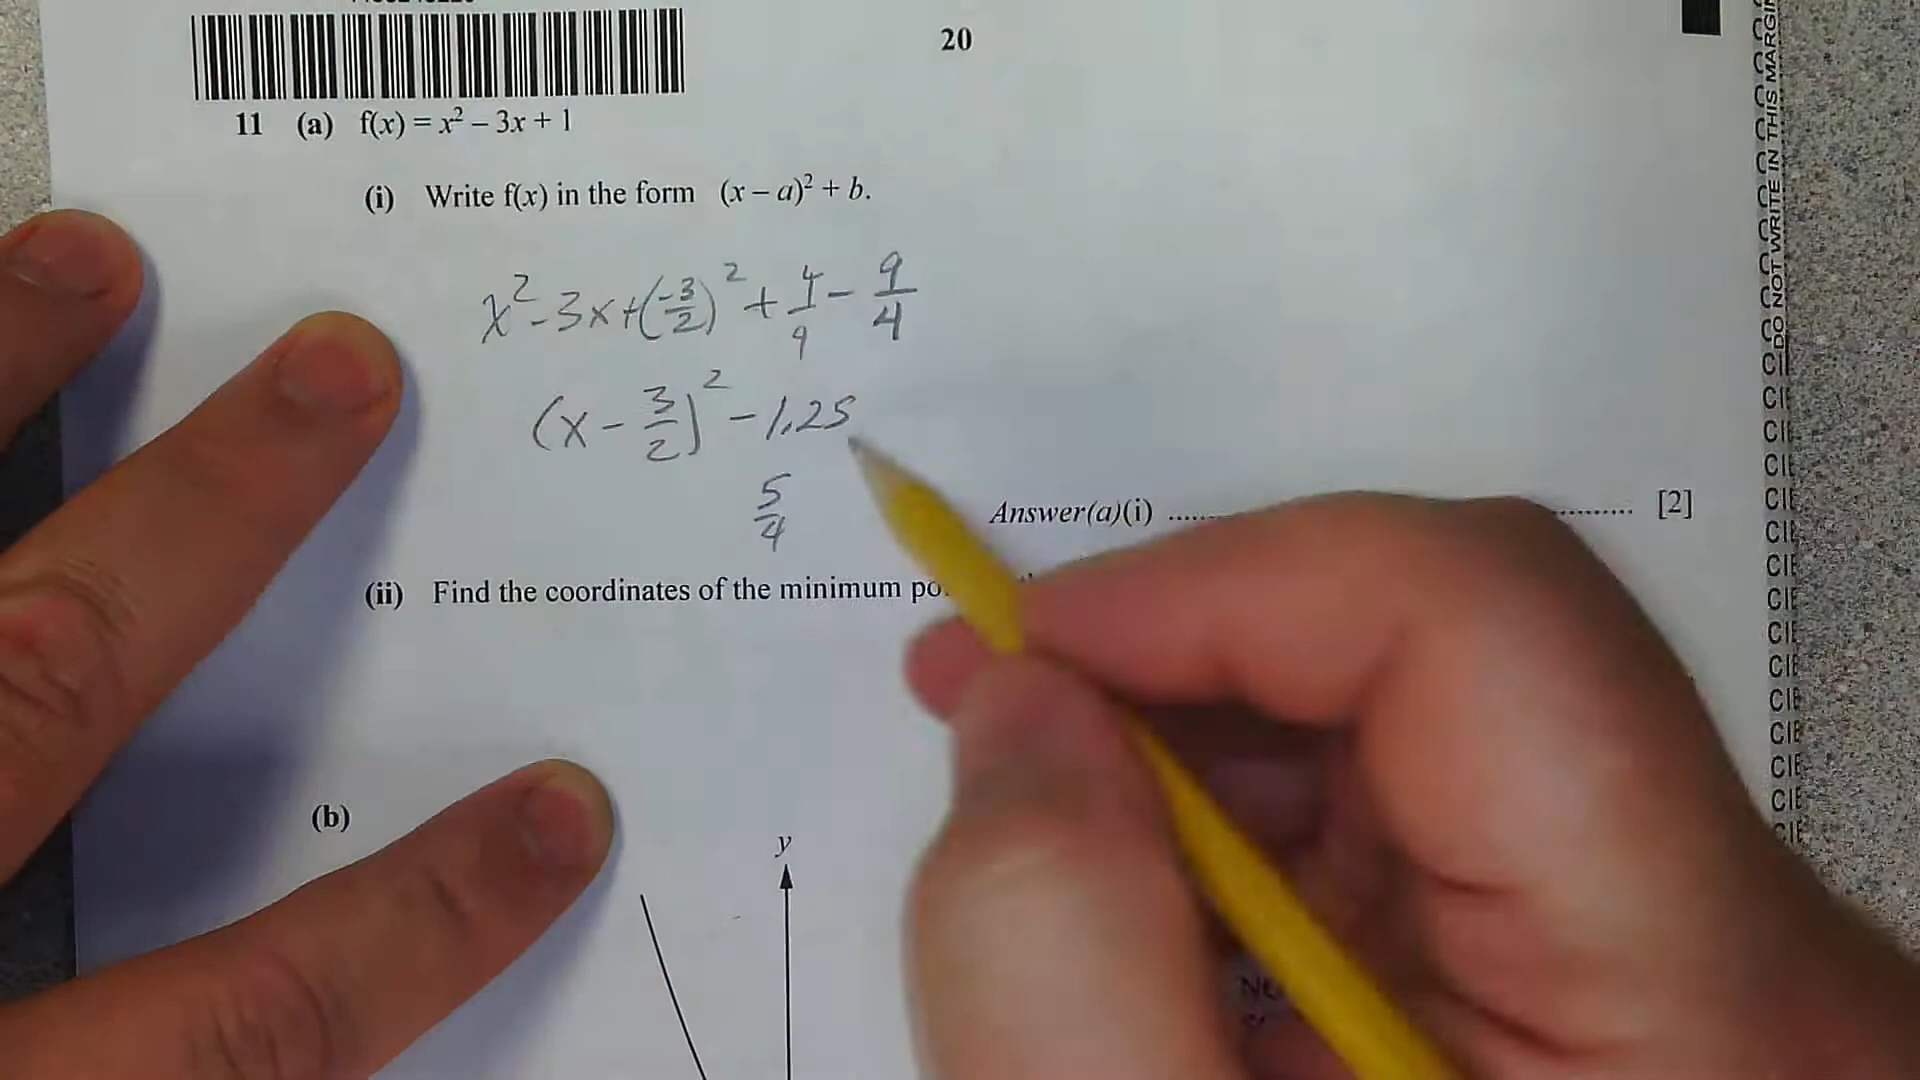 20
11 (a) f(x) = x² – 3x + 1
(i) Write f(x) in the form (x – a)² + b.
x² - 3x + (-3/2)² + 1 - 9/4
4
9
(x - 3/2)² - 1.25
5/4
Answer(a)(i) .................... [2]
(ii) Find the coordinates of the minimum
(b)
y
DO NOT WRITE IN THIS MARGIN